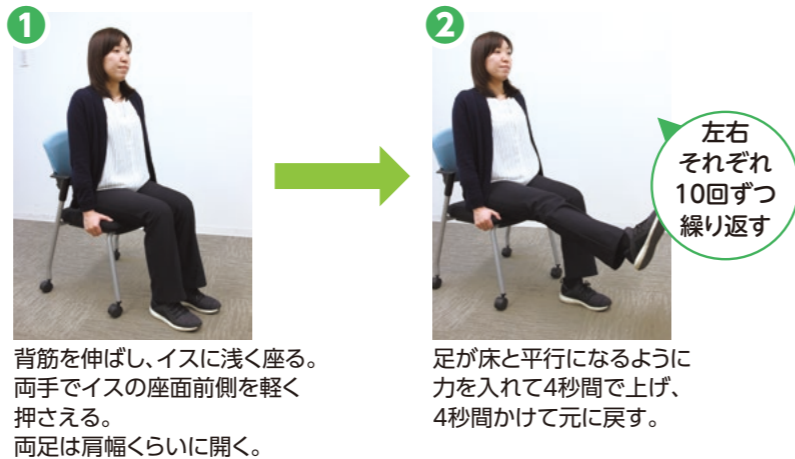 1
背筋を伸ばし、イスに浅く座る。
両手でイスの座面前側を軽く
押さえる。
両足は肩幅くらいに開く。
2
左右
それぞれ
10回ずつ
繰り返す
足が床と平行になるように
力を入れて4秒間で上げ、
4秒間かけて元に戻す。